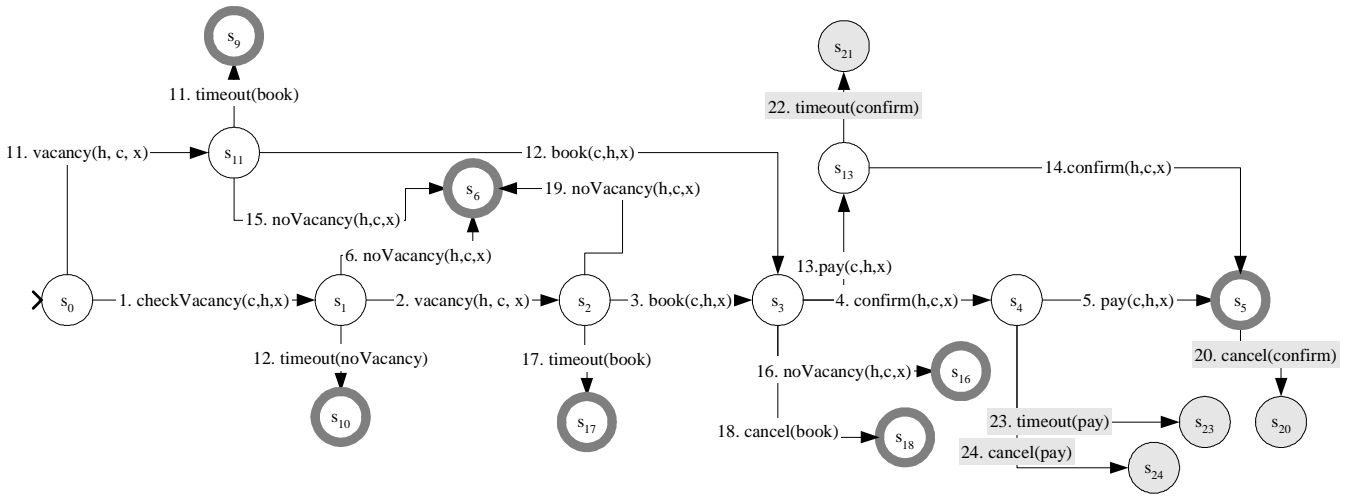 s9
s21
11. timeout(book)
22. timeout(confirm)
11. vacancy(h, c, x)
s11
12. book(c,h,x)
s13
14.confirm(h,c,x)
s6
19. noVacancy(h,c,x)
15. noVacancy(h,c,x)
6. noVacancy(h,c,x)
13.pay(c,h,x)
s0
1. checkVacancy(c,h,x)
s1
2. vacancy(h, c, x)
s2
3. book(c,h,x)
s3
4. confirm(h,c,x)
s4
5. pay(c,h,x)
s5
12. timeout(noVacancy)
17. timeout(book)
20. cancel(confirm)
16. noVacancy(h,c,x)
s16
s10
s17
18. cancel(book)
s18
23. timeout(pay)
s23
s20
24. cancel(pay)
s24